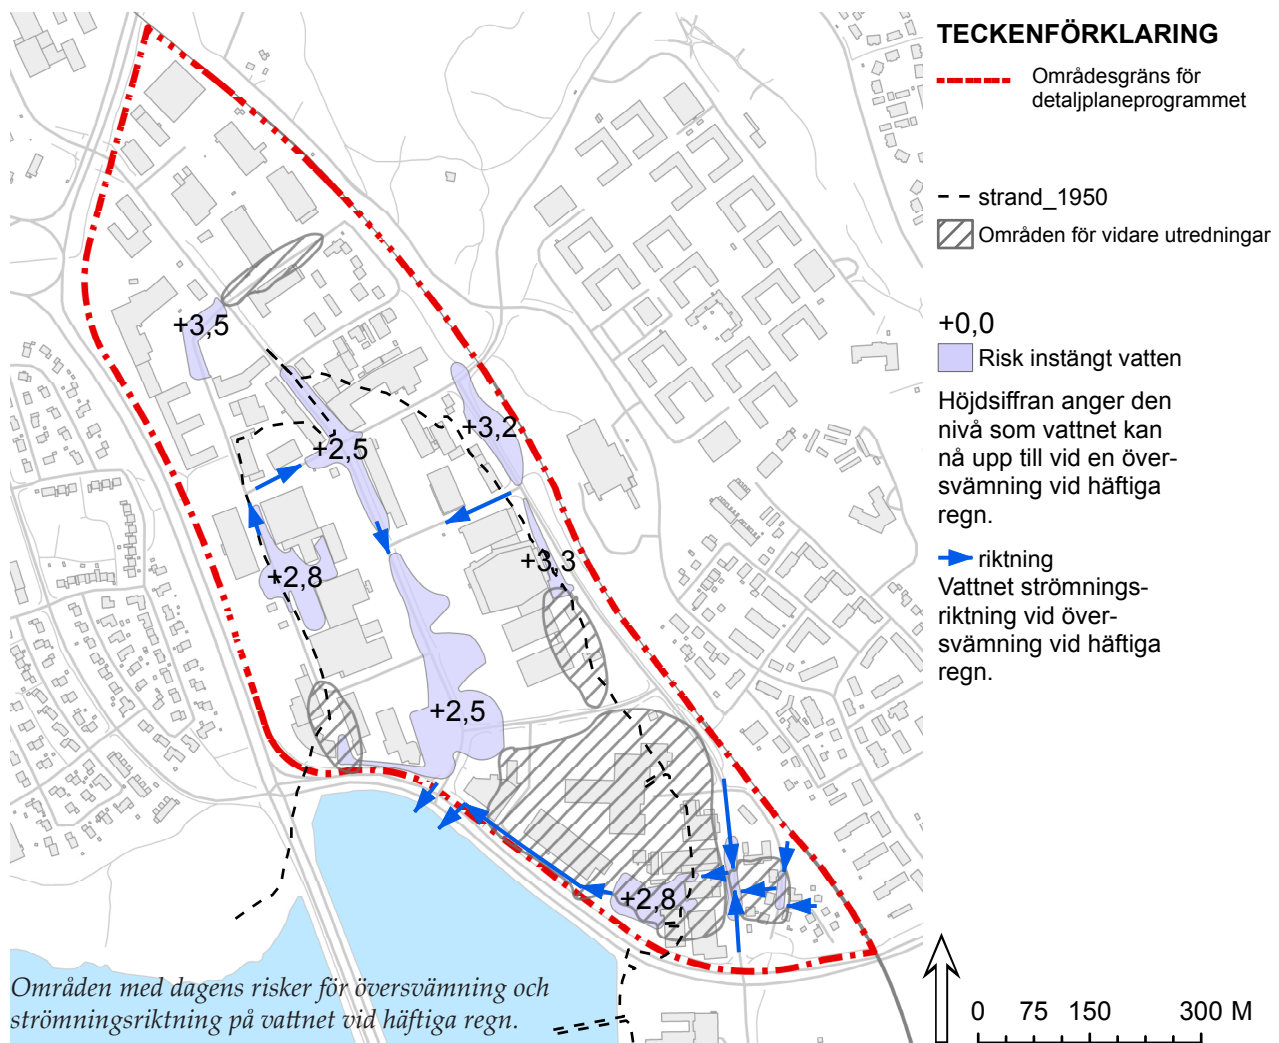 TECKENFÖRKLARING
Områdesgräns för
detaljplaneprogrammet
strand_1950
Områden för vidare utredningar
+0,0
Risk instängt vatten
Höjdsiffran anger den
nivå som vattnet kan
nå upp till vid en över-
svämning vid häftiga
regn.
riktning
Vattnet strömnings-
riktning vid över-
svämning vid häftiga
regn.
+3,5
+2,5
+3,2
+3,3
+2,8
+2,5
+2,8
Områden med dagens risker för översvämning och
strömningsriktning på vattnet vid häftiga regn.
0 75 150 300 M